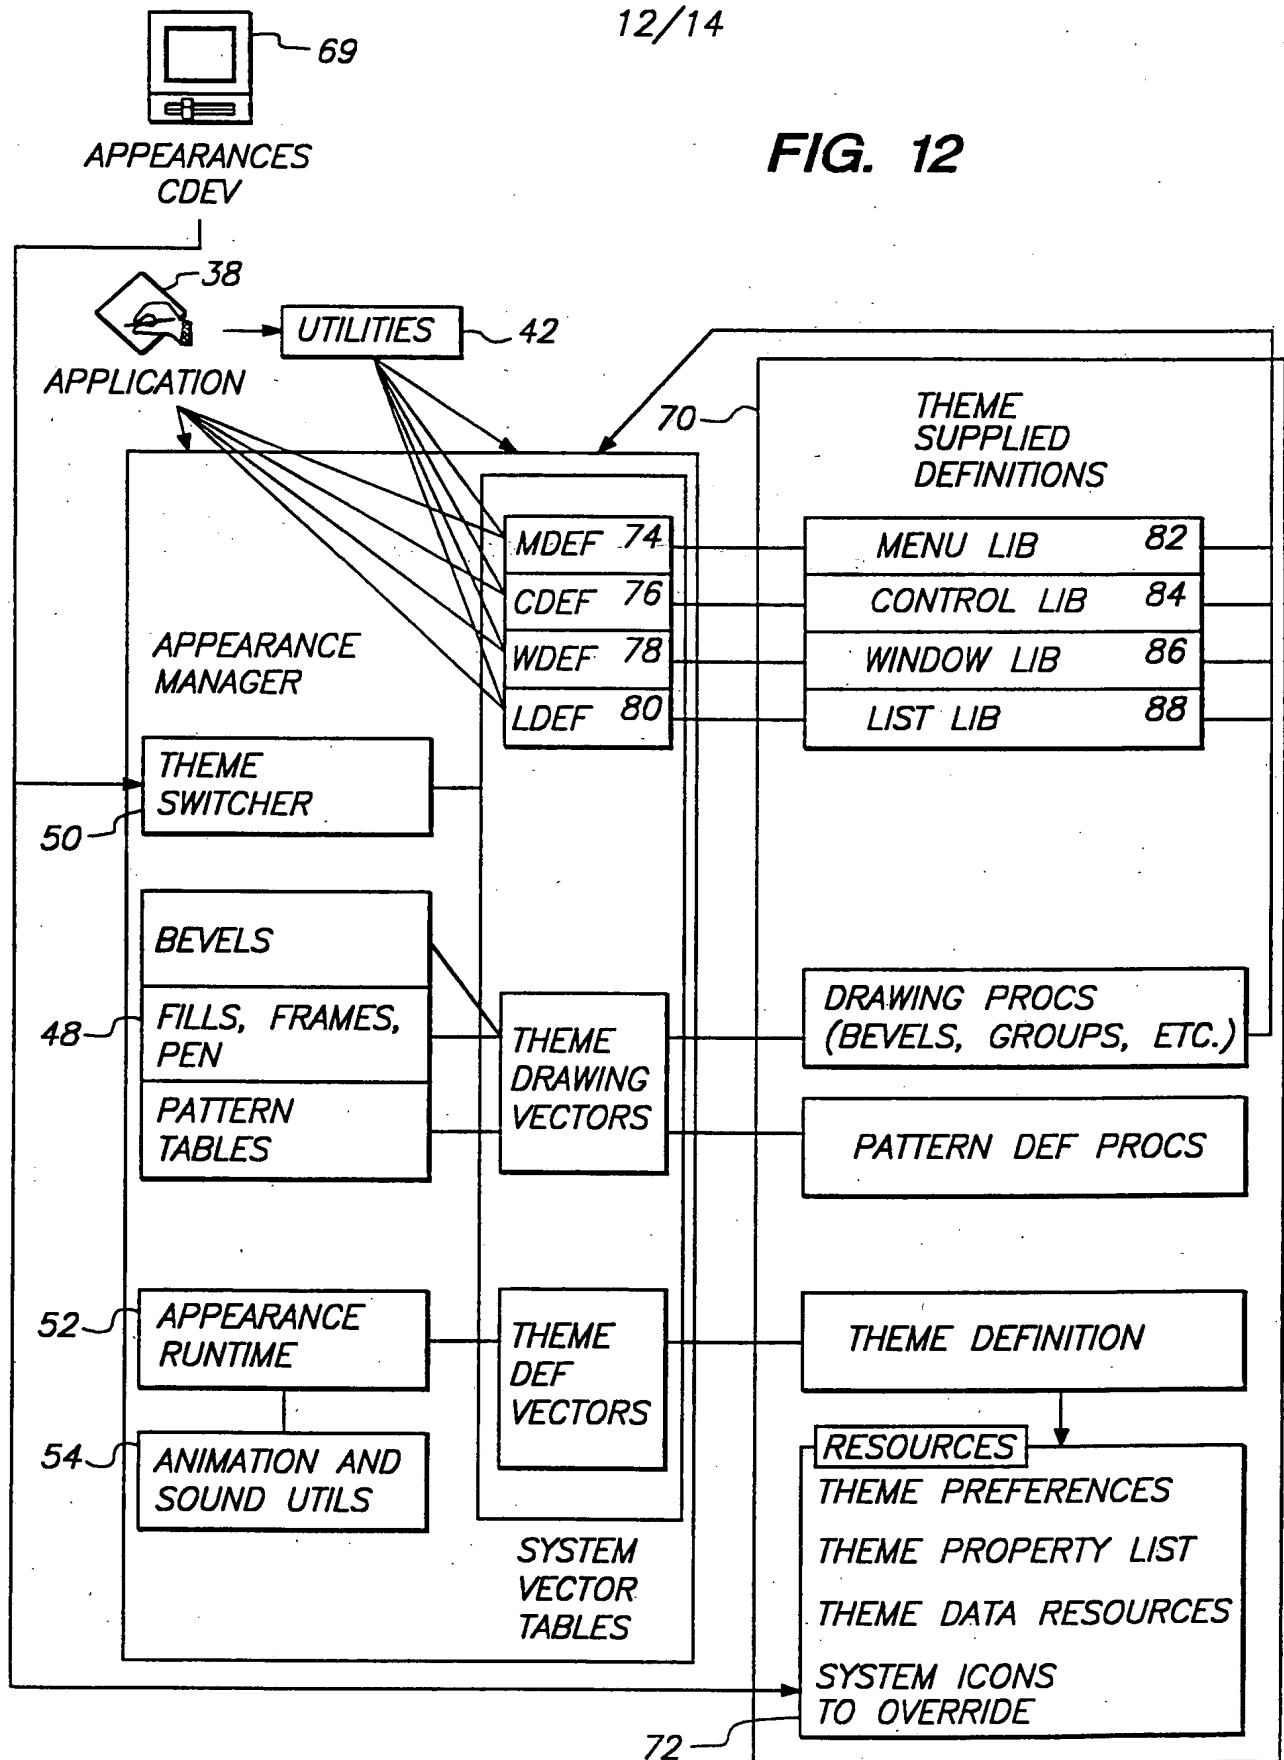 12/14
69
APPEARANCES
CDEV
FIG. 12
38
APPLICATION
UTILITIES
42
70
THEME
SUPPLIED
DEFINITIONS
APPEARANCE
MANAGER
MDEF 74
CDEF 76
WDEF 78
LDEF 80
MENU LIB 82
CONTROL LIB 84
WINDOW LIB 86
LIST LIB 88
THEME
SWITCHER
50
BEVELS
48
FILLS, FRAMES,
PEN
PATTERN
TABLES
THEME
DRAWING
VECTORS
DRAWING PROCS
(BEVELS, GROUPS, ETC.)
PATTERN DEF PROCS
52
APPEARANCE
RUNTIME
THEME
DEF
VECTORS
THEME DEFINITION
54
ANIMATION AND
SOUND UTILS
SYSTEM
VECTOR
TABLES
RESOURCES
THEME PREFERENCES
THEME PROPERTY LIST
THEME DATA RESOURCES
SYSTEM ICONS
TO OVERRIDE
72